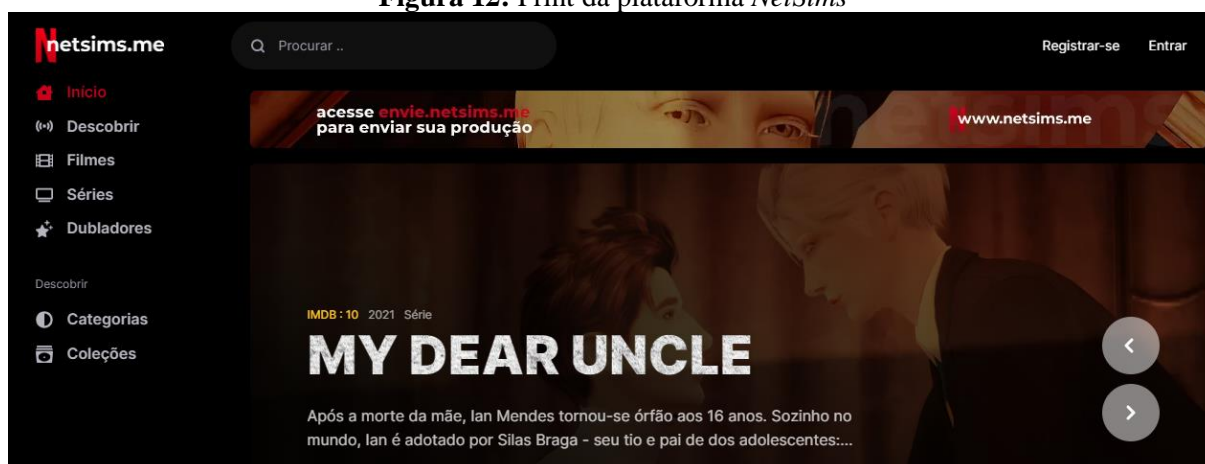 Figura 12: Print da plataforma NetSims
netsims.me
Procurar ..
Registrar-se
Entrar
Início
Descobrir
Filmes
Séries
Dubladores
Descobrir
Categorias
Coleções
acesse envie.netsims.me
para enviar sua produção
netsims
www.netsims.me
IMDB : 10 2021 Série
MY DEAR UNCLE
Após a morte da mãe, Ian Mendes tornou-se órfão aos 16 anos. Sozinho no
mundo, Ian é adotado por Silas Braga - seu tio e pai de dos adolescentes:...